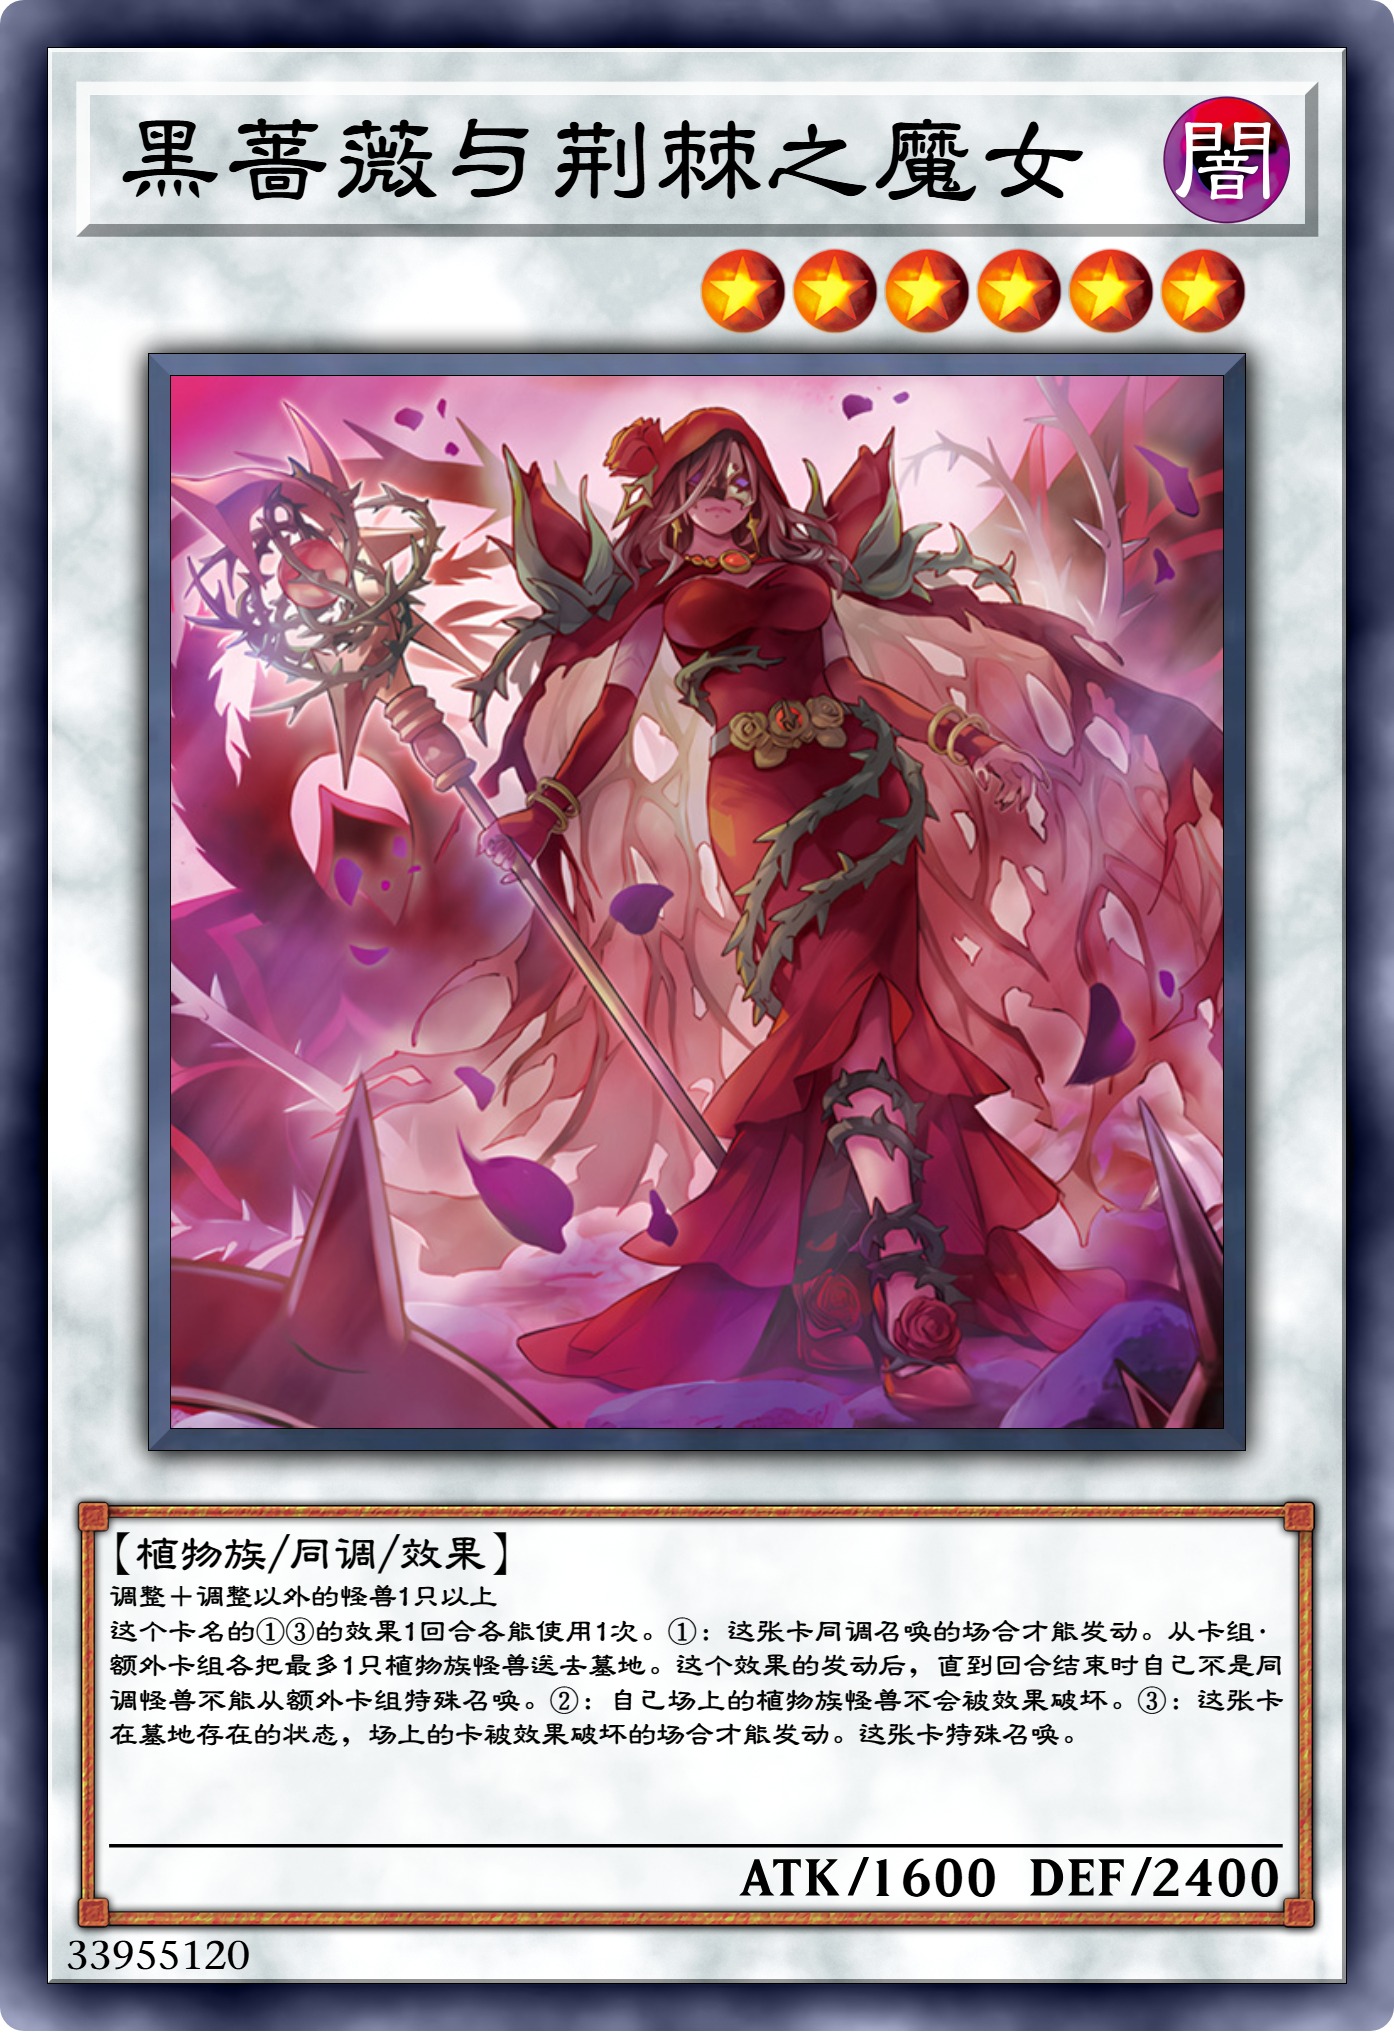 黑蔷薇与荆棘之魔女
闇
【植物族/同调/效果】
调整＋调整以外的怪兽1只以上
这个卡名的①③的效果1回合各能使用1次。①：这张卡同调召唤的场合才能发动。从卡组·
额外卡组各把最多1只植物族怪兽送去墓地。这个效果的发动后，直到回合结束时自己不是同
调怪兽不能从额外卡组特殊召唤。②：自己场上的植物族怪兽不会被效果破坏。③：这张卡
在墓地存在的状态，场上的卡被效果破坏的场合才能发动。这张卡特殊召唤。
ATK/1600 DEF/2400
33955120